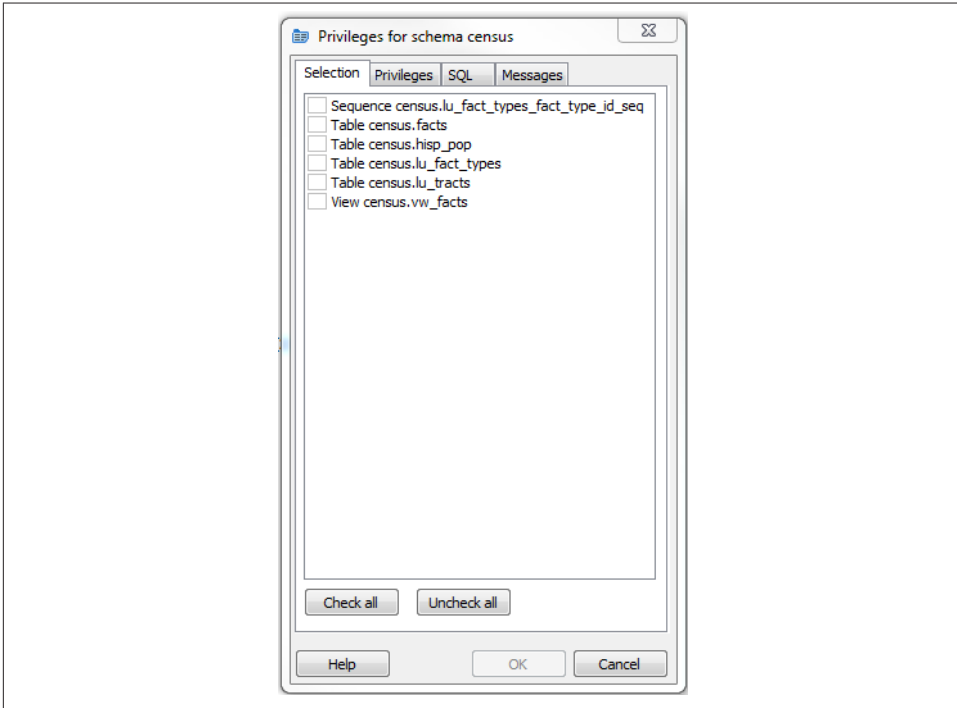 Privileges for schema census
Selection Privileges SQL Messages
Sequence census.lu_fact_types_fact_type_id_seq
Table census.facts
Table census.hisp_pop
Table census.lu_fact_types
Table census.lu_tracts
View census.vw_facts
Check all Uncheck all
Help OK Cancel